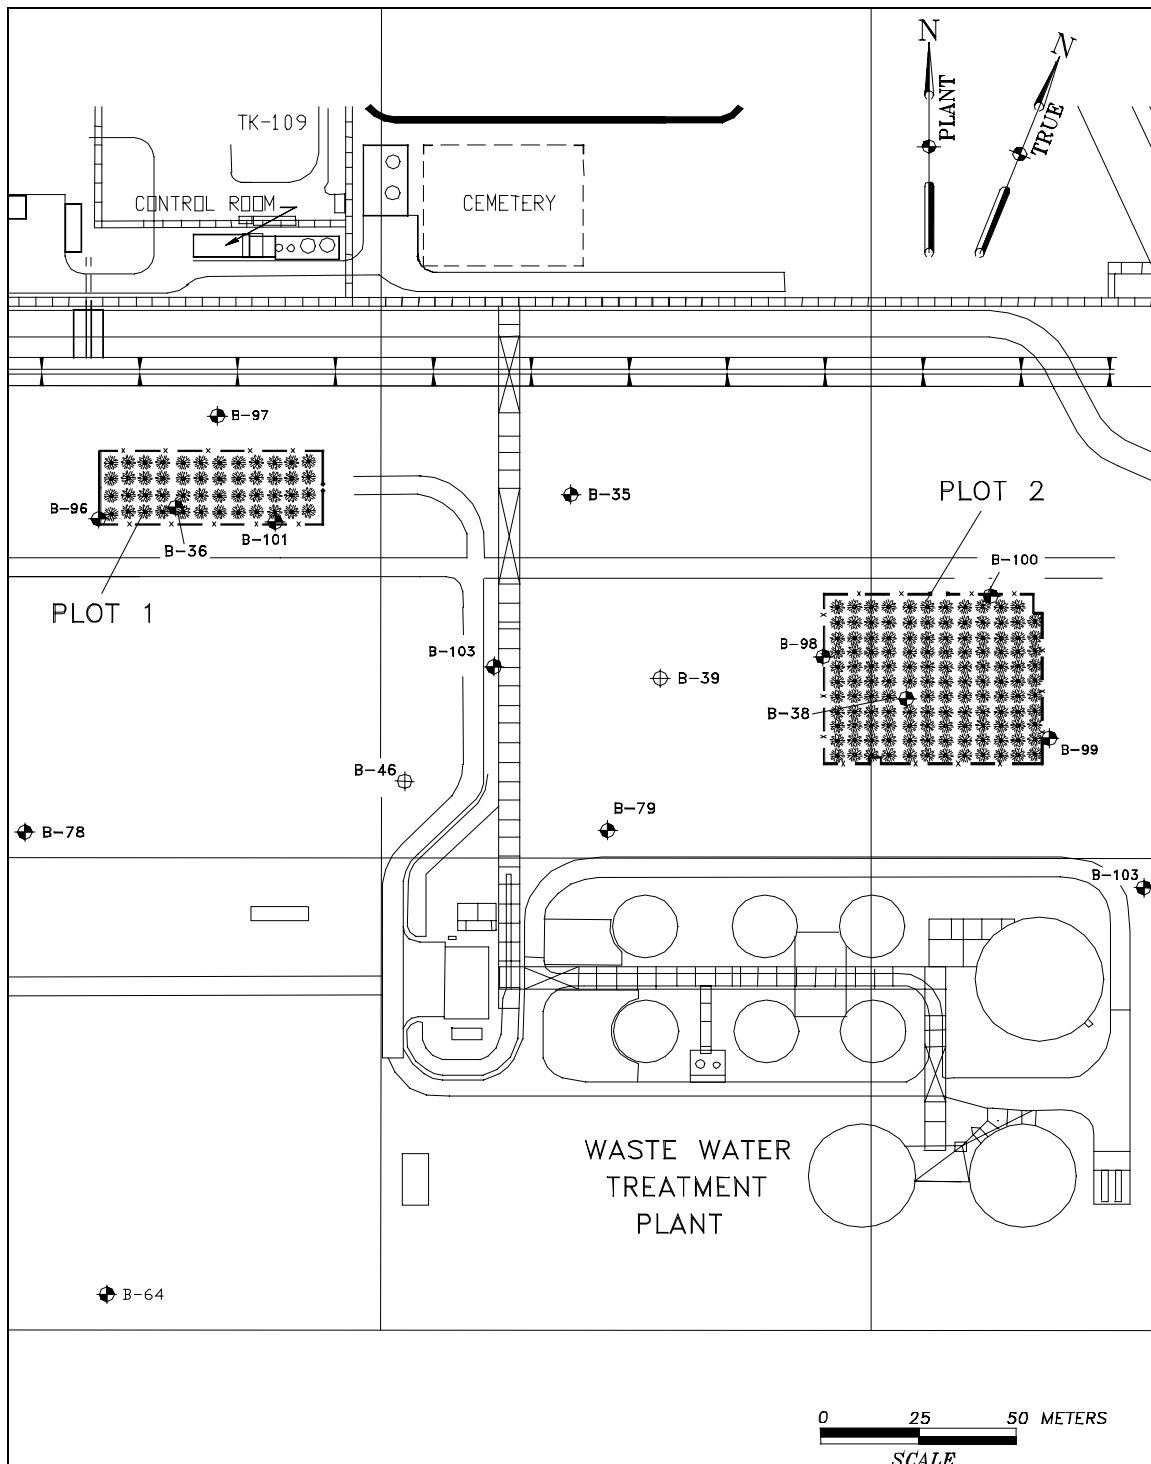 N
N
PLANT
TRUE
TK-109
CONTROL ROOM
CEMETERY
B-97
B-96
B-36
B-101
B-35
PLOT 2
B-100
PLOT 1
B-103
B-39
B-98
B-38
B-99
B-46
B-78
B-79
B-103
WASTE WATER
TREATMENT
PLANT
B-64
0 25 50 METERS
SCALE